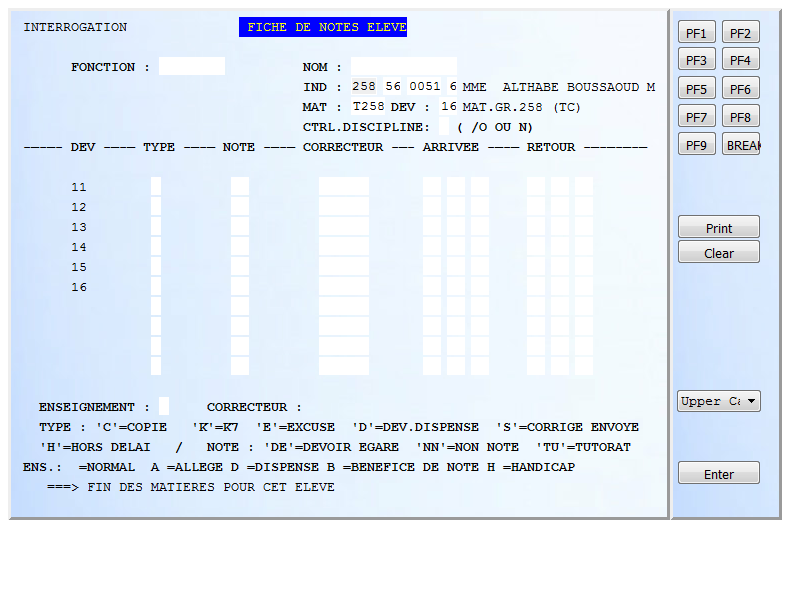 INTERROGATION FICHE DE NOTES ELEVE
FONCTION : NOM :
IND : 258 56 0051 6 MME ALTHABE BOUSSAOUD M
MAT : T258 DEV : 16 MAT.GR.258 (TC)
CTRL.DISCIPLINE: ( /O OU N)
----- DEV ---- TYPE ---- NOTE ---- CORRECTEUR --- ARRIVEE ---- RETOUR --------
11
12
13
14
15
16
ENSEIGNEMENT : CORRECTEUR :
TYPE : 'C'=COPIE 'K'=K7 'E'=EXCUSE 'D'=DEV.DISPENSE 'S'=CORRIGE ENVOYE
'H'=HORS DELAI / NOTE : 'DE'=DEVOIR EGARE 'NN'=NON NOTE 'TU'=TUTORAT
ENS.: =NORMAL A =ALLEGE D =DISPENSE B =BENEFICE DE NOTE H =HANDICAP
===> FIN DES MATIERES POUR CET ELEVE
PF1 PF2
PF3 PF4
PF5 PF6
PF7 PF8
PF9 BREAK
Print
Clear
Upper Ca
Enter